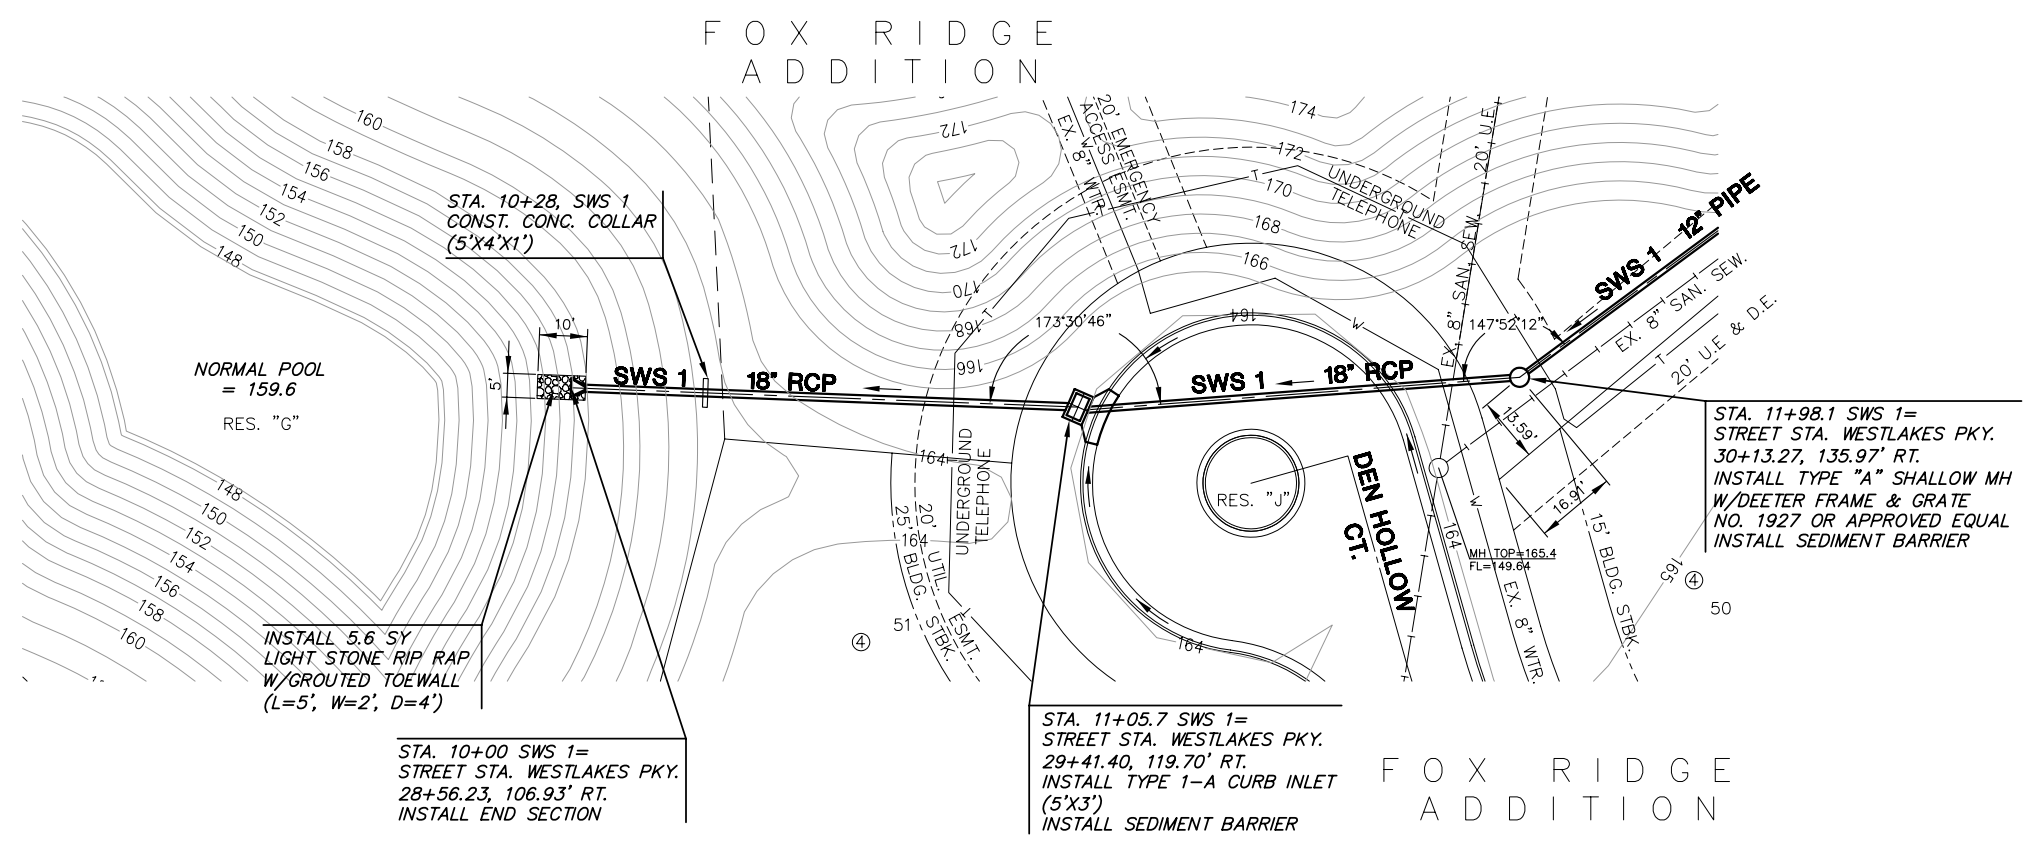 FOX RIDGE
ADDITION
160
158
156
154
152
150
148
STA. 10+28, SWS 1
CONST. CONC. COLLAR
(5'X4'X1')
172
172
170
168
166
174
172
170
168
166
164
20' EMERGENCY
ACCESS ESMT.
EX. 8" WTR.
W
T
T
UNDERGROUND
TELEPHONE
EX. 8" SAN. SEW.
20' U.E.
SWS 1 12" PIPE
EX. 8" SAN. SEW.
T
20' U.E & D.E.
NORMAL POOL
= 159.6
RES. "G"
10'
5'
SWS 1
18" RCP
173°30'46"
SWS 1
18" RCP
147°52'12"
W
13.59'
16.91'
STA. 11+98.1 SWS 1=
STREET STA. WESTLAKES PKY.
30+13.27, 135.97' RT.
INSTALL TYPE "A" SHALLOW MH
W/DEETER FRAME & GRATE
NO. 1927 OR APPROVED EQUAL
INSTALL SEDIMENT BARRIER
RES. "J"
DEN HOLLOW
CT.
MH TOP=165.4
FL=149.64
W
EX. 8" WTR.
15' BLDG. STBK.
164
165
4
50
148
150
152
154
156
158
160
164
164
UNDERGROUND
TELEPHONE
20' UTIL. ESMT.
25' BLDG. STBK.
51
4
164
INSTALL 5.6 SY
LIGHT STONE RIP RAP
W/GROUTED TOEWALL
(L=5', W=2', D=4')
STA. 10+00 SWS 1=
STREET STA. WESTLAKES PKY.
28+56.23, 106.93' RT.
INSTALL END SECTION
STA. 11+05.7 SWS 1=
STREET STA. WESTLAKES PKY.
29+41.40, 119.70' RT.
INSTALL TYPE 1-A CURB INLET
(5'X3')
INSTALL SEDIMENT BARRIER
FOX RIDGE
ADDITION